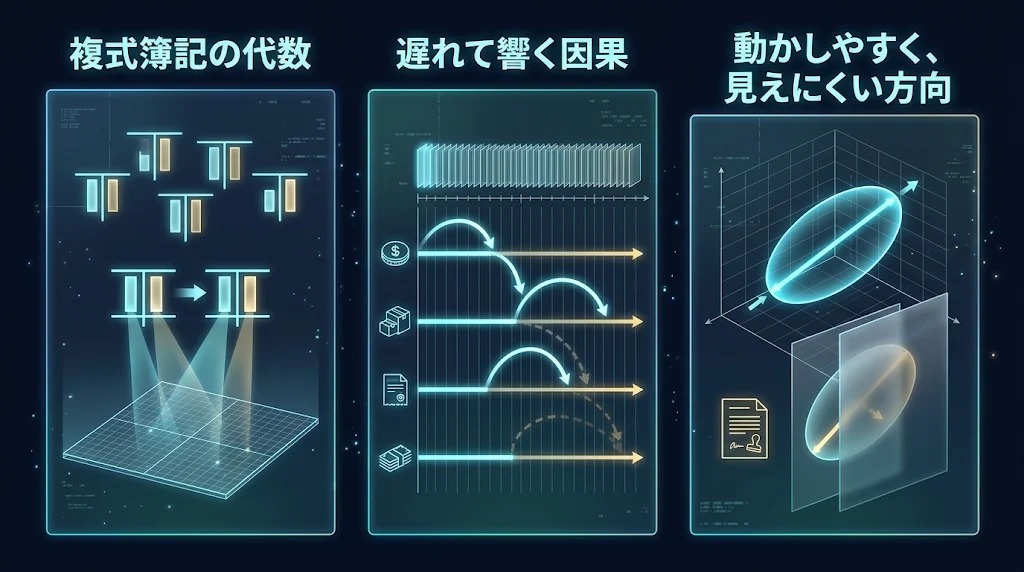 複式簿記の代数
遅れて響く因果
動かしやすく、
見えにくい方向
$